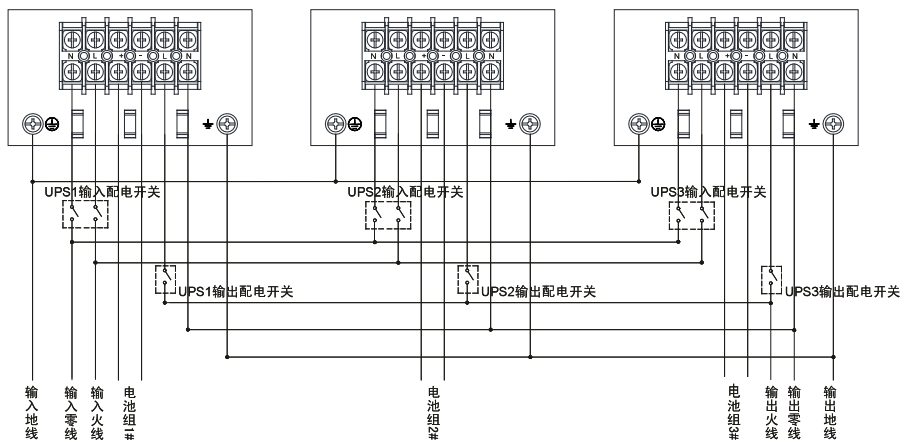 N L + - L N
N L + - L N
N L + - L N
UPS1输入配电开关
UPS2输入配电开关
UPS3输入配电开关
UPS1输出配电开关
UPS2输出配电开关
UPS3输出配电开关
输入地线
输入零线
输入火线
电池组1#
电池组2#
电池组3#
输出火线
输出零线
输出地线